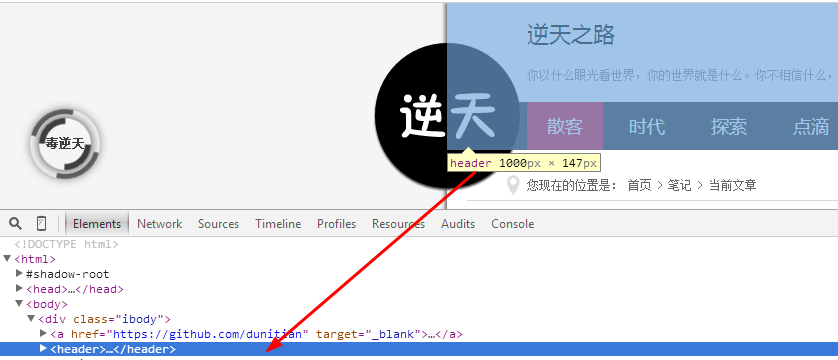 逆天之路
你以什么眼光看世界，你的世界就是什么。你不相信什么，
逆天
毒逆天
散客 时代 探索 点滴
header 1000px × 147px
您现在的位置是： 首页 > 笔记 > 当前文章
Elements Network Sources Timeline Profiles Resources Audits Console
<!DOCTYPE html>
▼<html>
▶#shadow-root
▶<head>…</head>
▼<body>
▼<div class="ibody">
▶<a href="https://github.com/dunitian" target="_blank">…</a>
▶<header>…</header>